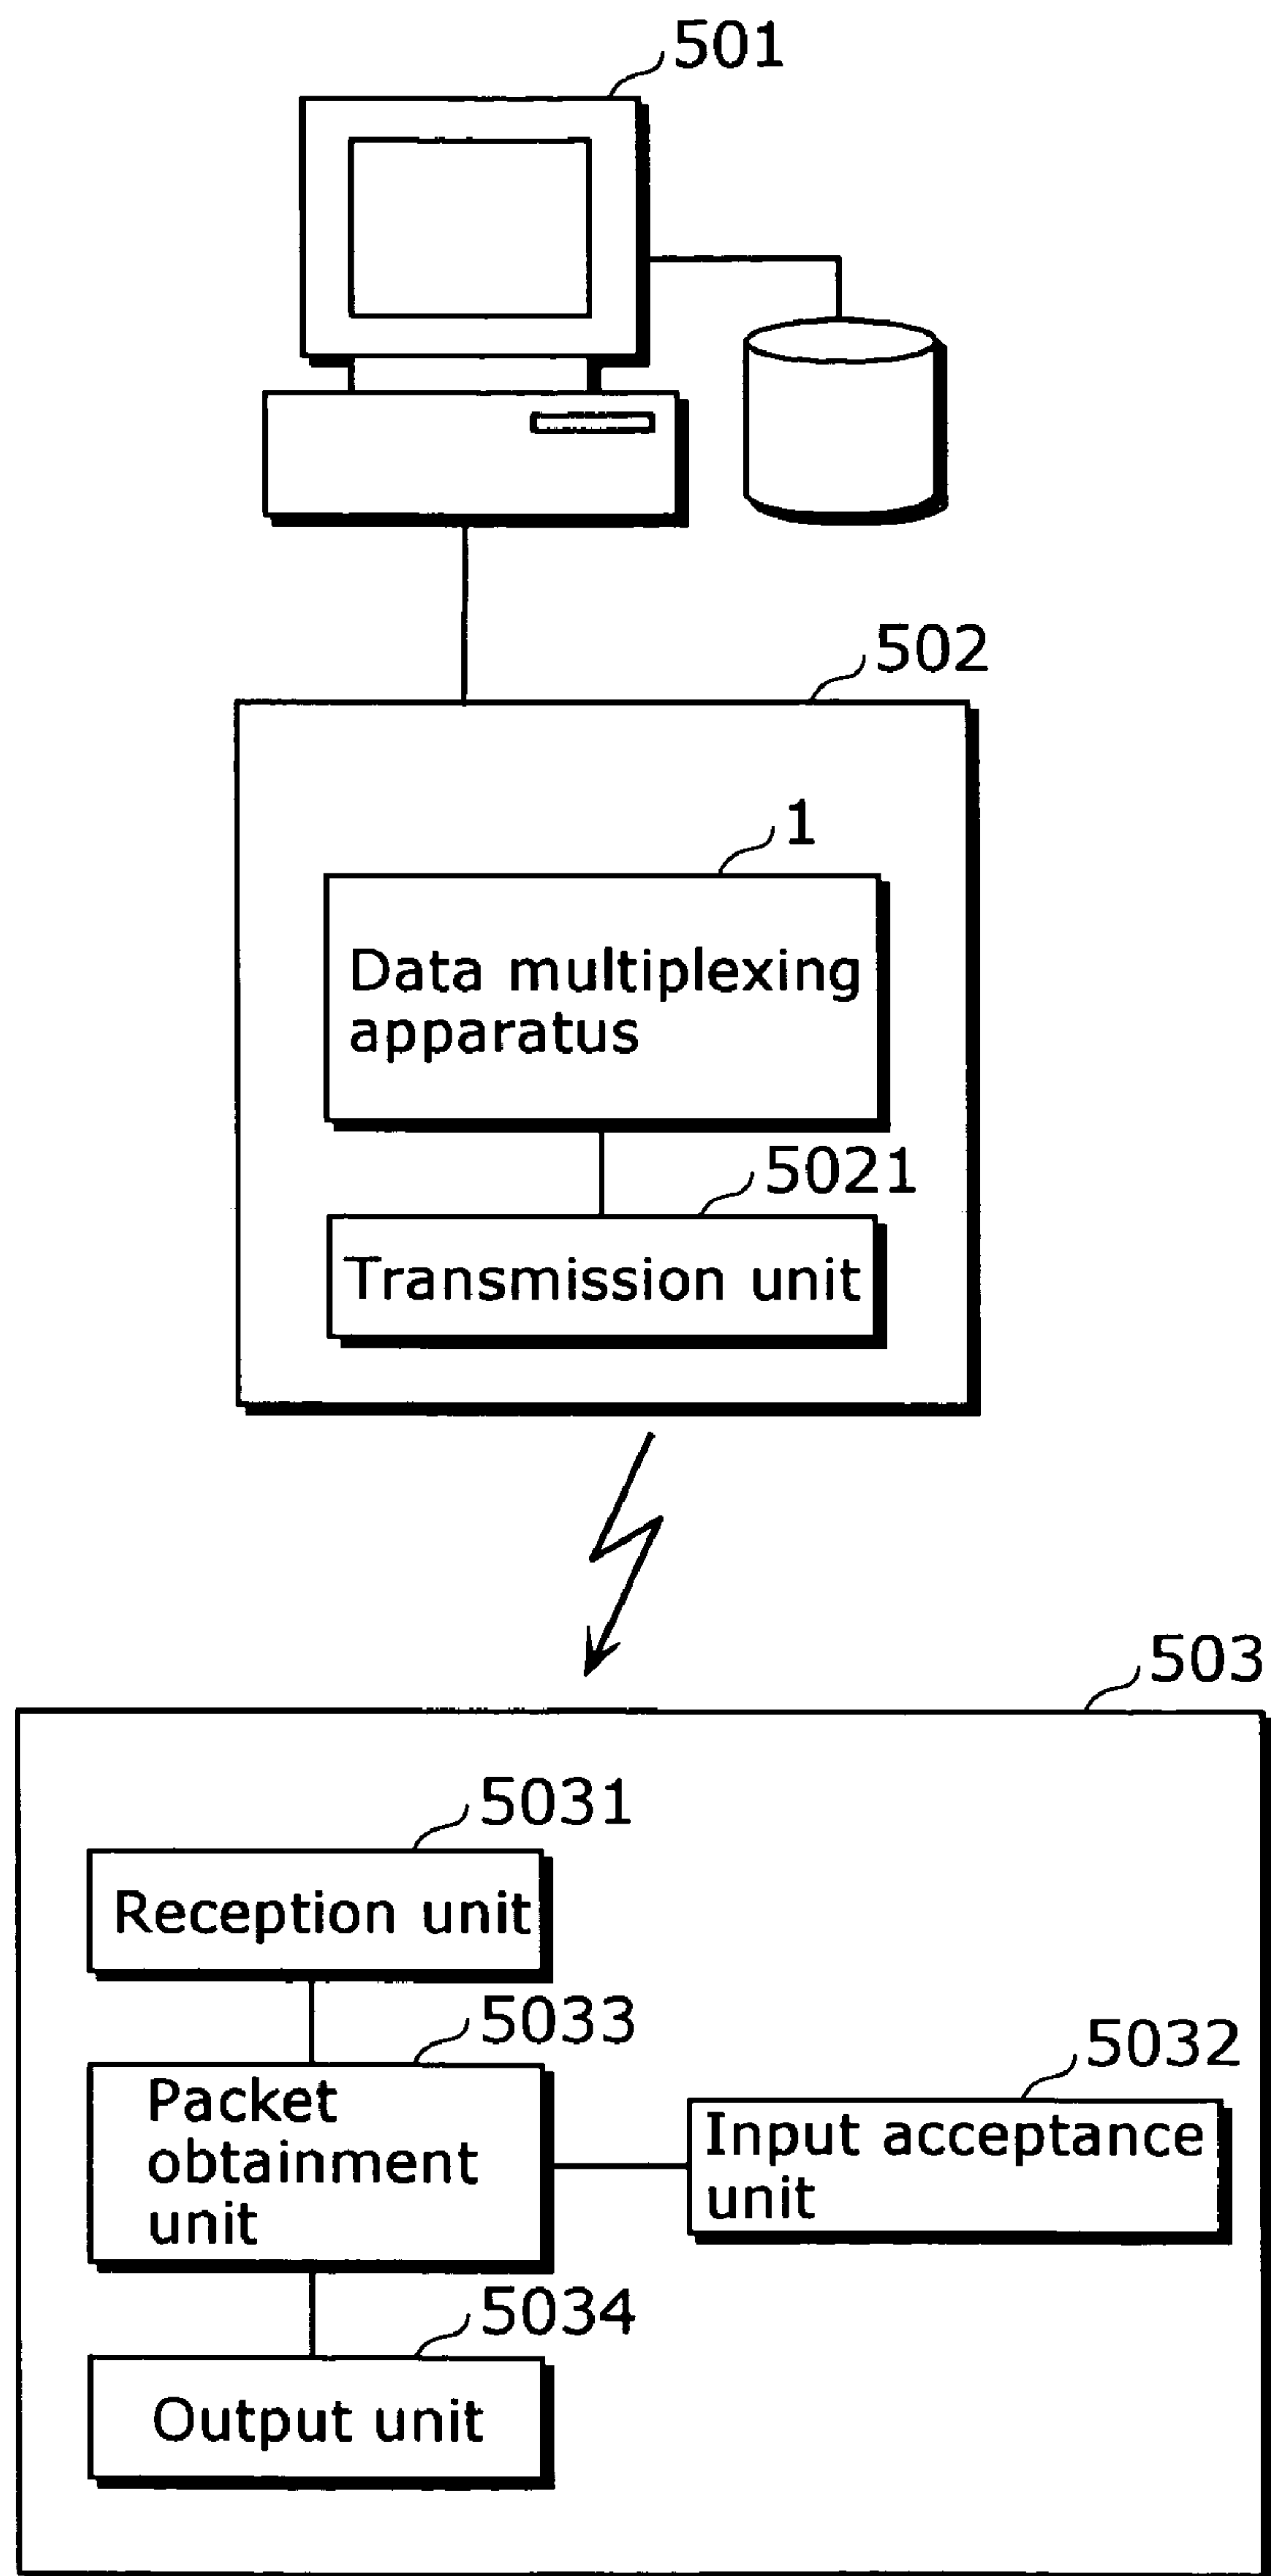 501
502
1
Data multiplexing
apparatus
5021
Transmission unit
503
5031
Reception unit
5033
Packet
obtainment
unit
5032
Input acceptance
unit
5034
Output unit